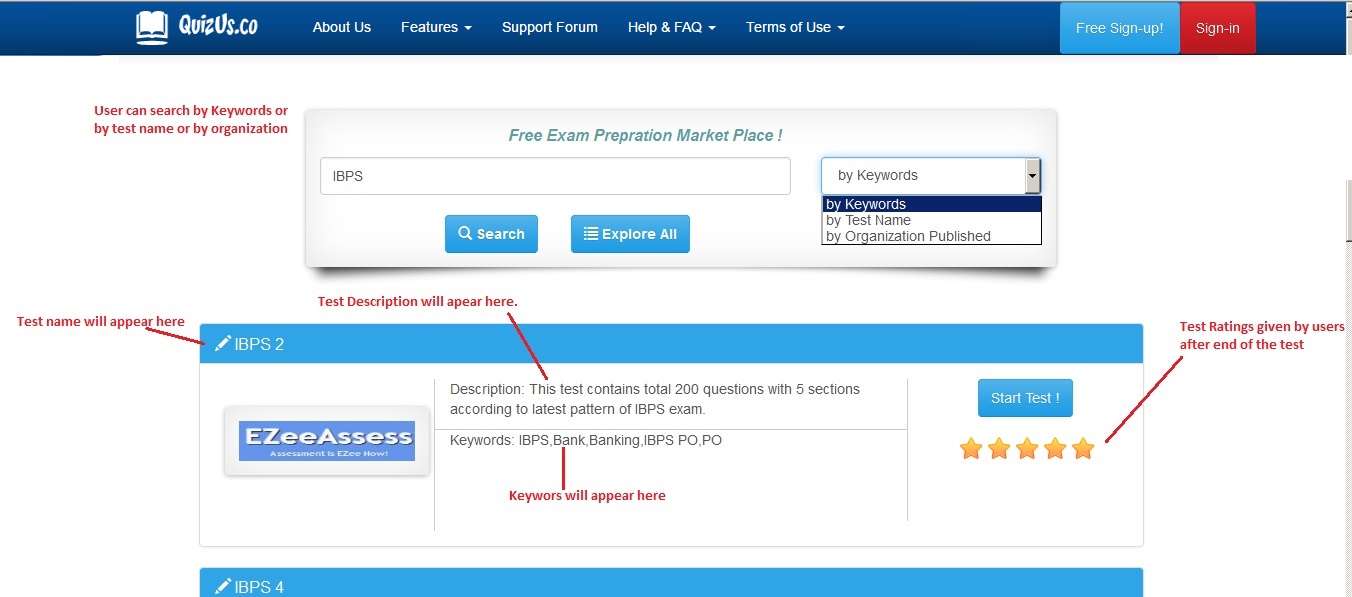 QuizUs.co
About Us
Features
Support Forum
Help & FAQ
Terms of Use
Free Sign-up!
Sign-in
User can search by Keywords or
by test name or by organization
Free Exam Prepration Market Place !
IBPS
by Keywords
by Keywords
by Test Name
by Organization Published
Search
Explore All
Test Description will apear here.
Test name will appear here
Test Ratings given by users
after end of the test
IBPS 2
EZeeAssess
Assessment is EZee Now!
Description: This test contains total 200 questions with 5 sections
according to latest pattern of IBPS exam.
Keywords: IBPS,Bank,Banking,IBPS PO,PO
Start Test !
Keywors will appear here
IBPS 4